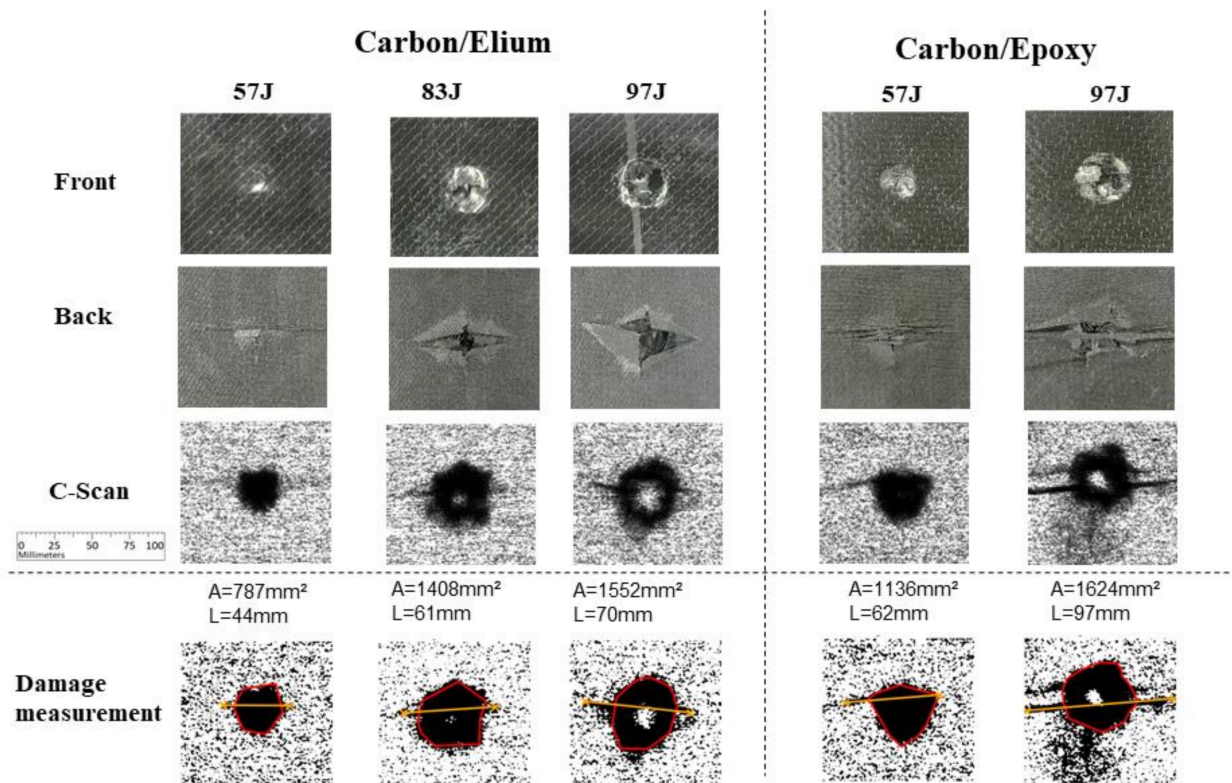 Carbon/Elium
Carbon/Epoxy
57J 83J 97J 57J 97J
Front
Back
C-Scan
0 25 50 75 100
Millimeters
A=787mm² A=1408mm² A=1552mm² A=1136mm² A=1624mm²
L=44mm L=61mm L=70mm L=62mm L=97mm
Damage
measurement